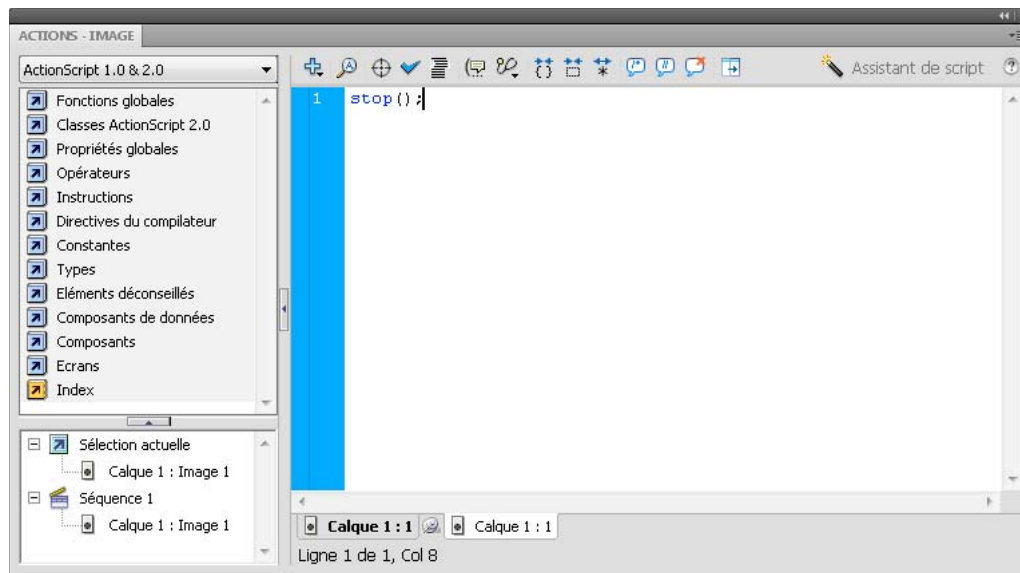 ACTIONS - IMAGE
ActionScript 1.0 & 2.0
Assistant de script
Fonctions globales
Classes ActionScript 2.0
Propriétés globales
Opérateurs
Instructions
Directives du compilateur
Constantes
Types
Eléments déconseillés
Composants de données
Composants
Ecrans
Index
Sélection actuelle
Calque 1 : Image 1
Séquence 1
Calque 1 : Image 1
1 stop();
Calque 1 : 1
Calque 1 : 1
Ligne 1 de 1, Col 8